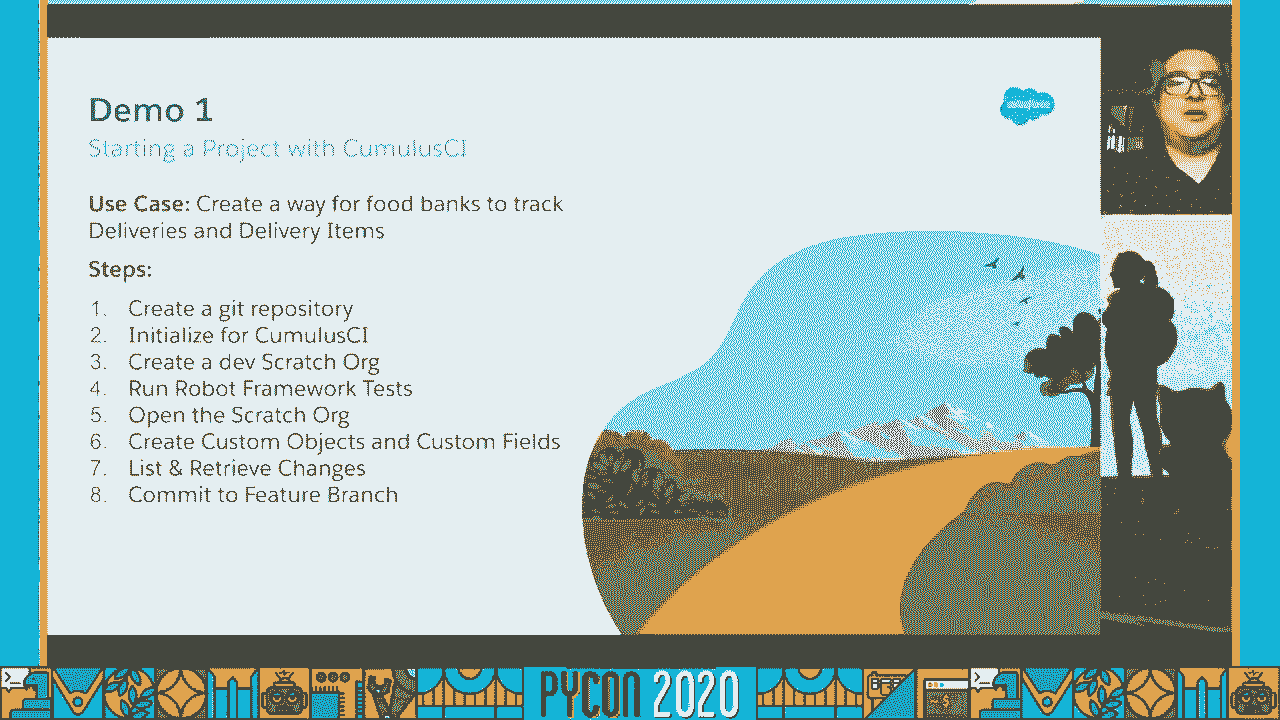 Demo 1
Starting a Project with CumulusCI
Use Case: Create a way for food banks to track
Deliveries and Delivery Items
Steps:
1. Create a git repository
2. Initialize for CumulusCI
3. Create a dev Scratch Org
4. Run Robot Framework Tests
5. Open the Scratch Org
6. Create Custom Objects and Custom Fields
7. List & Retrieve Changes
8. Commit to Feature Branch
PYCON 2020